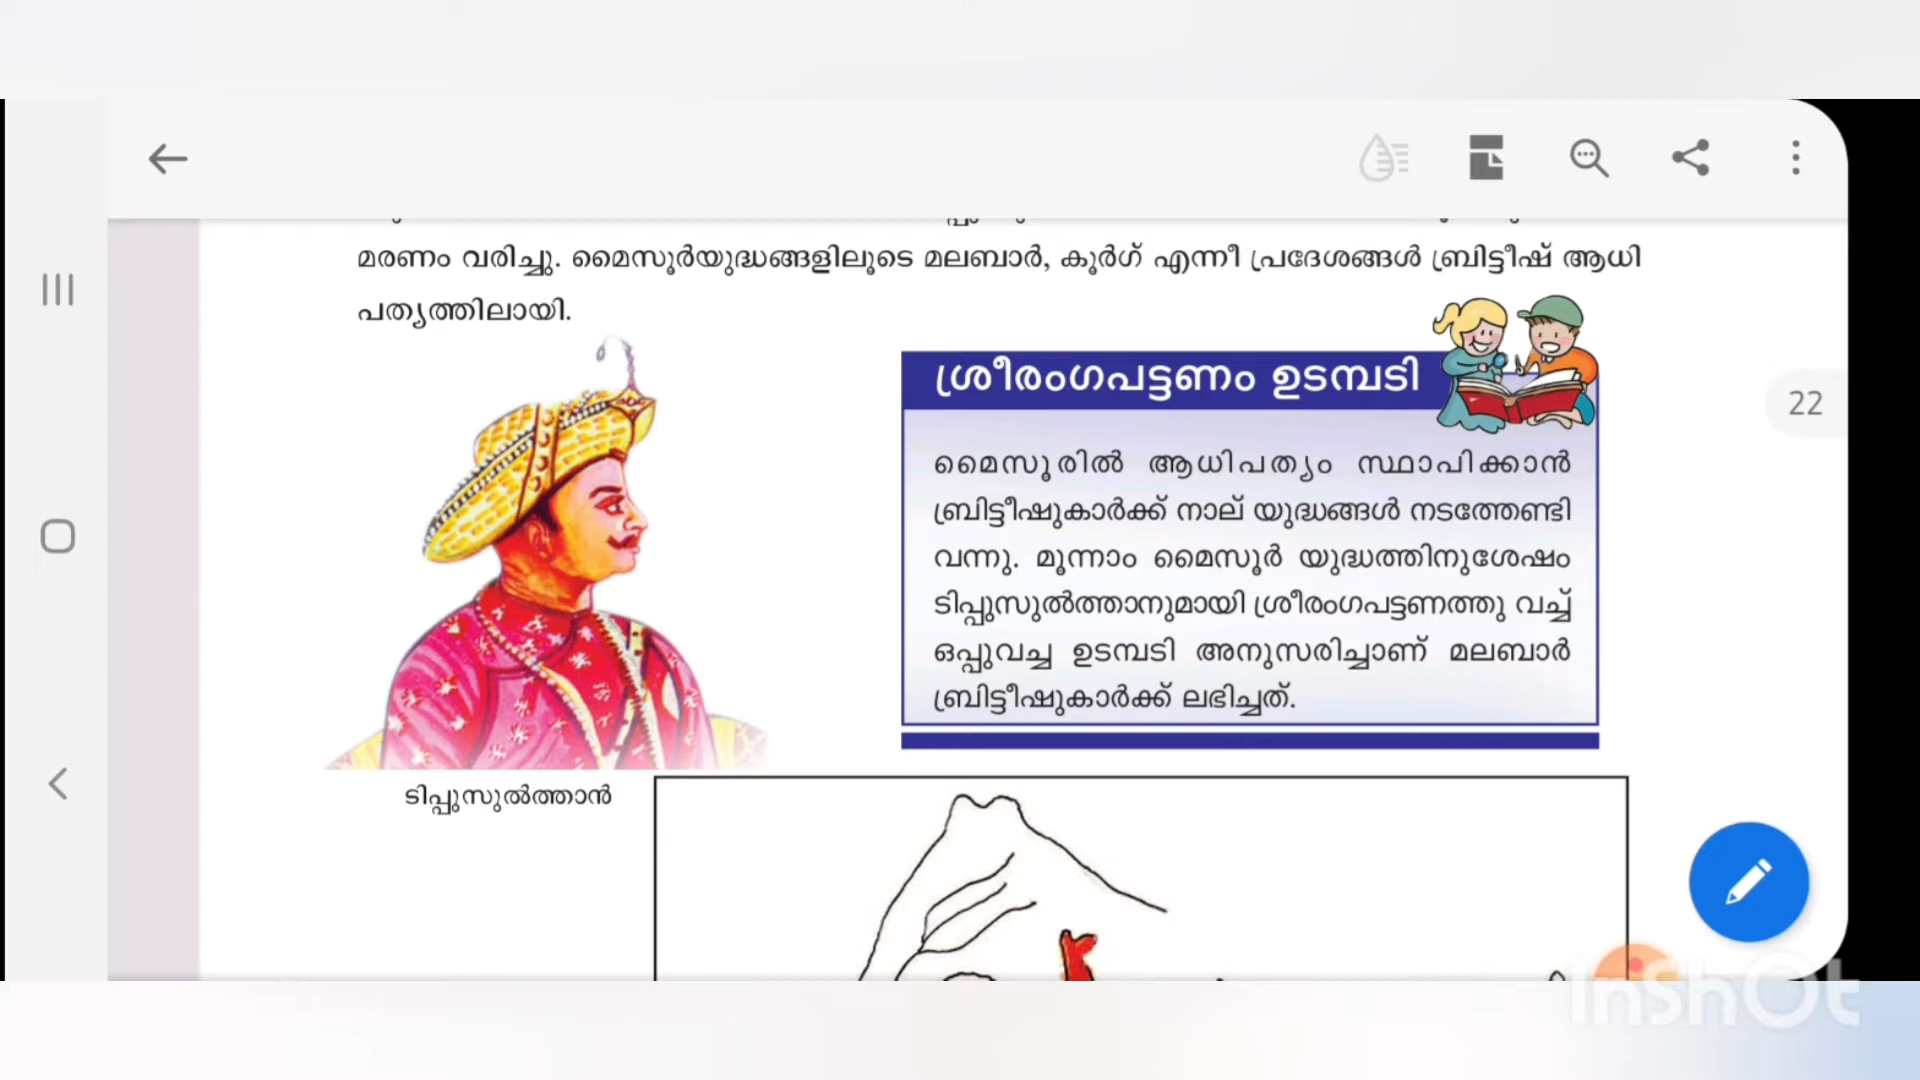 മരണം വരിച്ചു. മൈസൂർയുദ്ധങ്ങളിലൂടെ മലബാർ, കൂർഗ് എന്നീ പ്രദേശങ്ങൾ ബ്രിട്ടീഷ് ആധി
പത്യത്തിലായി.
ശ്രീരംഗപട്ടണം ഉടമ്പടി
22
മൈസൂരിൽ ആധിപത്യം സ്ഥാപിക്കാൻ
ബ്രിട്ടീഷുകാർക്ക് നാല് യുദ്ധങ്ങൾ നടത്തേണ്ടി
വന്നു. മൂന്നാം മൈസൂർ യുദ്ധത്തിനുശേഷം
ടിപ്പുസുൽത്താനുമായി ശ്രീരംഗപട്ടണത്തു വച്ച്
ഒപ്പുവച്ച ഉടമ്പടി അനുസരിച്ചാണ് മലബാർ
ബ്രിട്ടീഷുകാർക്ക് ലഭിച്ചത്.
ടിപ്പുസുൽത്താൻ
InShOt